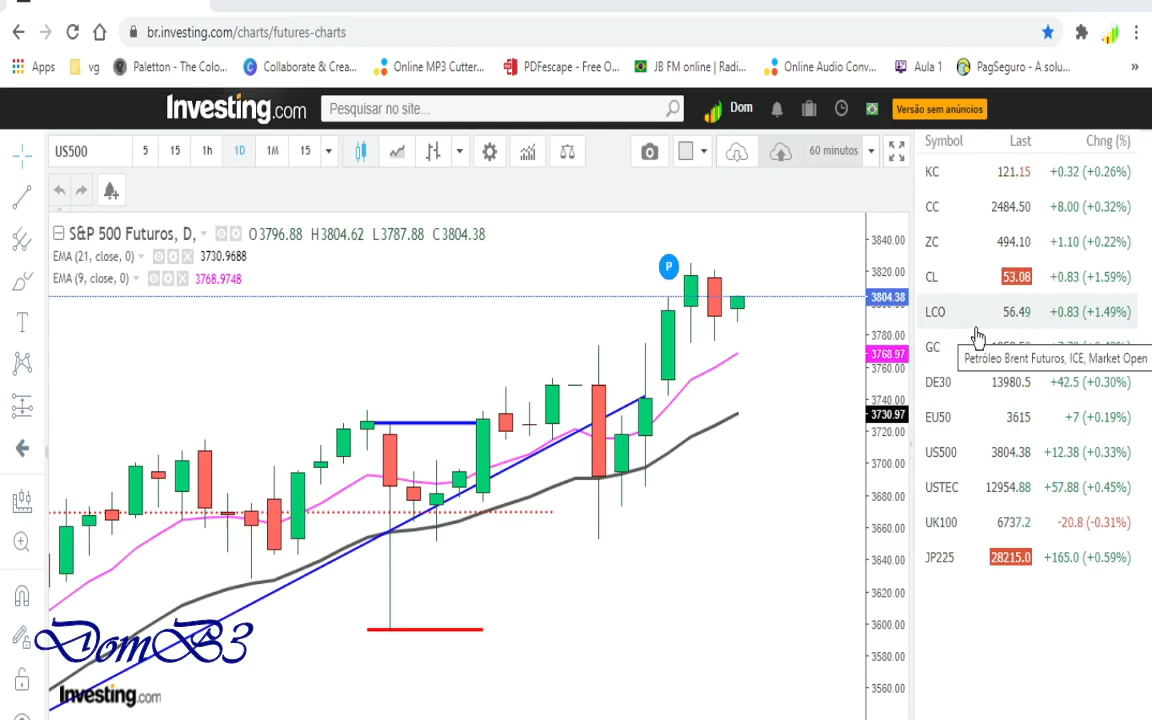 br.investing.com/charts/futures-charts
Apps vg Paletton - The Colo... Collaborate & Crea... Online MP3 Cutter... PDFescape - Free O... JB FM online | Radi... Online Audio Conv... Aula 1 PagSeguro - A solu... »
Investing.com Pesquisar no site... Dom Versão sem anúncios
US500 5 15 1h 1D 1M 15 60 minutos
Symbol Last Chng (%)
KC 121.15 +0.32 (+0.26%)
CC 2484.50 +8.00 (+0.32%)
ZC 494.10 +1.10 (+0.22%)
CL 53.08 +0.83 (+1.59%)
LCO 56.49 +0.83 (+1.49%)
GC
Petróleo Brent Futuros, ICE, Market Open
DE30 13980.5 +42.5 (+0.30%)
EU50 3615 +7 (+0.19%)
US500 3804.38 +12.38 (+0.33%)
USTEC 12954.88 +57.88 (+0.45%)
UK100 6737.2 -20.8 (-0.31%)
JP225 28215.0 +165.0 (+0.59%)
S&P 500 Futuros, D, O3796.88 H3804.62 L3787.88 C3804.38
EMA (21, close, 0) 3730.9688
EMA (9, close, 0) 3768.9748
P
3840.00
3820.00
3804.38
3780.00
3768.97
3760.00
3740.00
3730.97
3720.00
3700.00
3680.00
3660.00
3640.00
3620.00
3600.00
3580.00
3560.00
DomB3
Investing.com